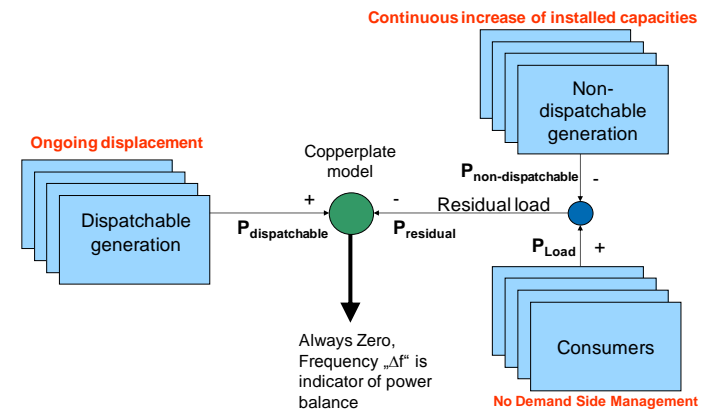 Continuous increase of installed capacities
Non-
dispatchable
generation
Ongoing displacement
Copperplate
model
P non-dispatchable
-
+
-
Residual load
Dispatchable
generation
P dispatchable
P residual
P Load
+
Always Zero,
Frequency „Δf“ is
indicator of power
balance
Consumers
No Demand Side Management